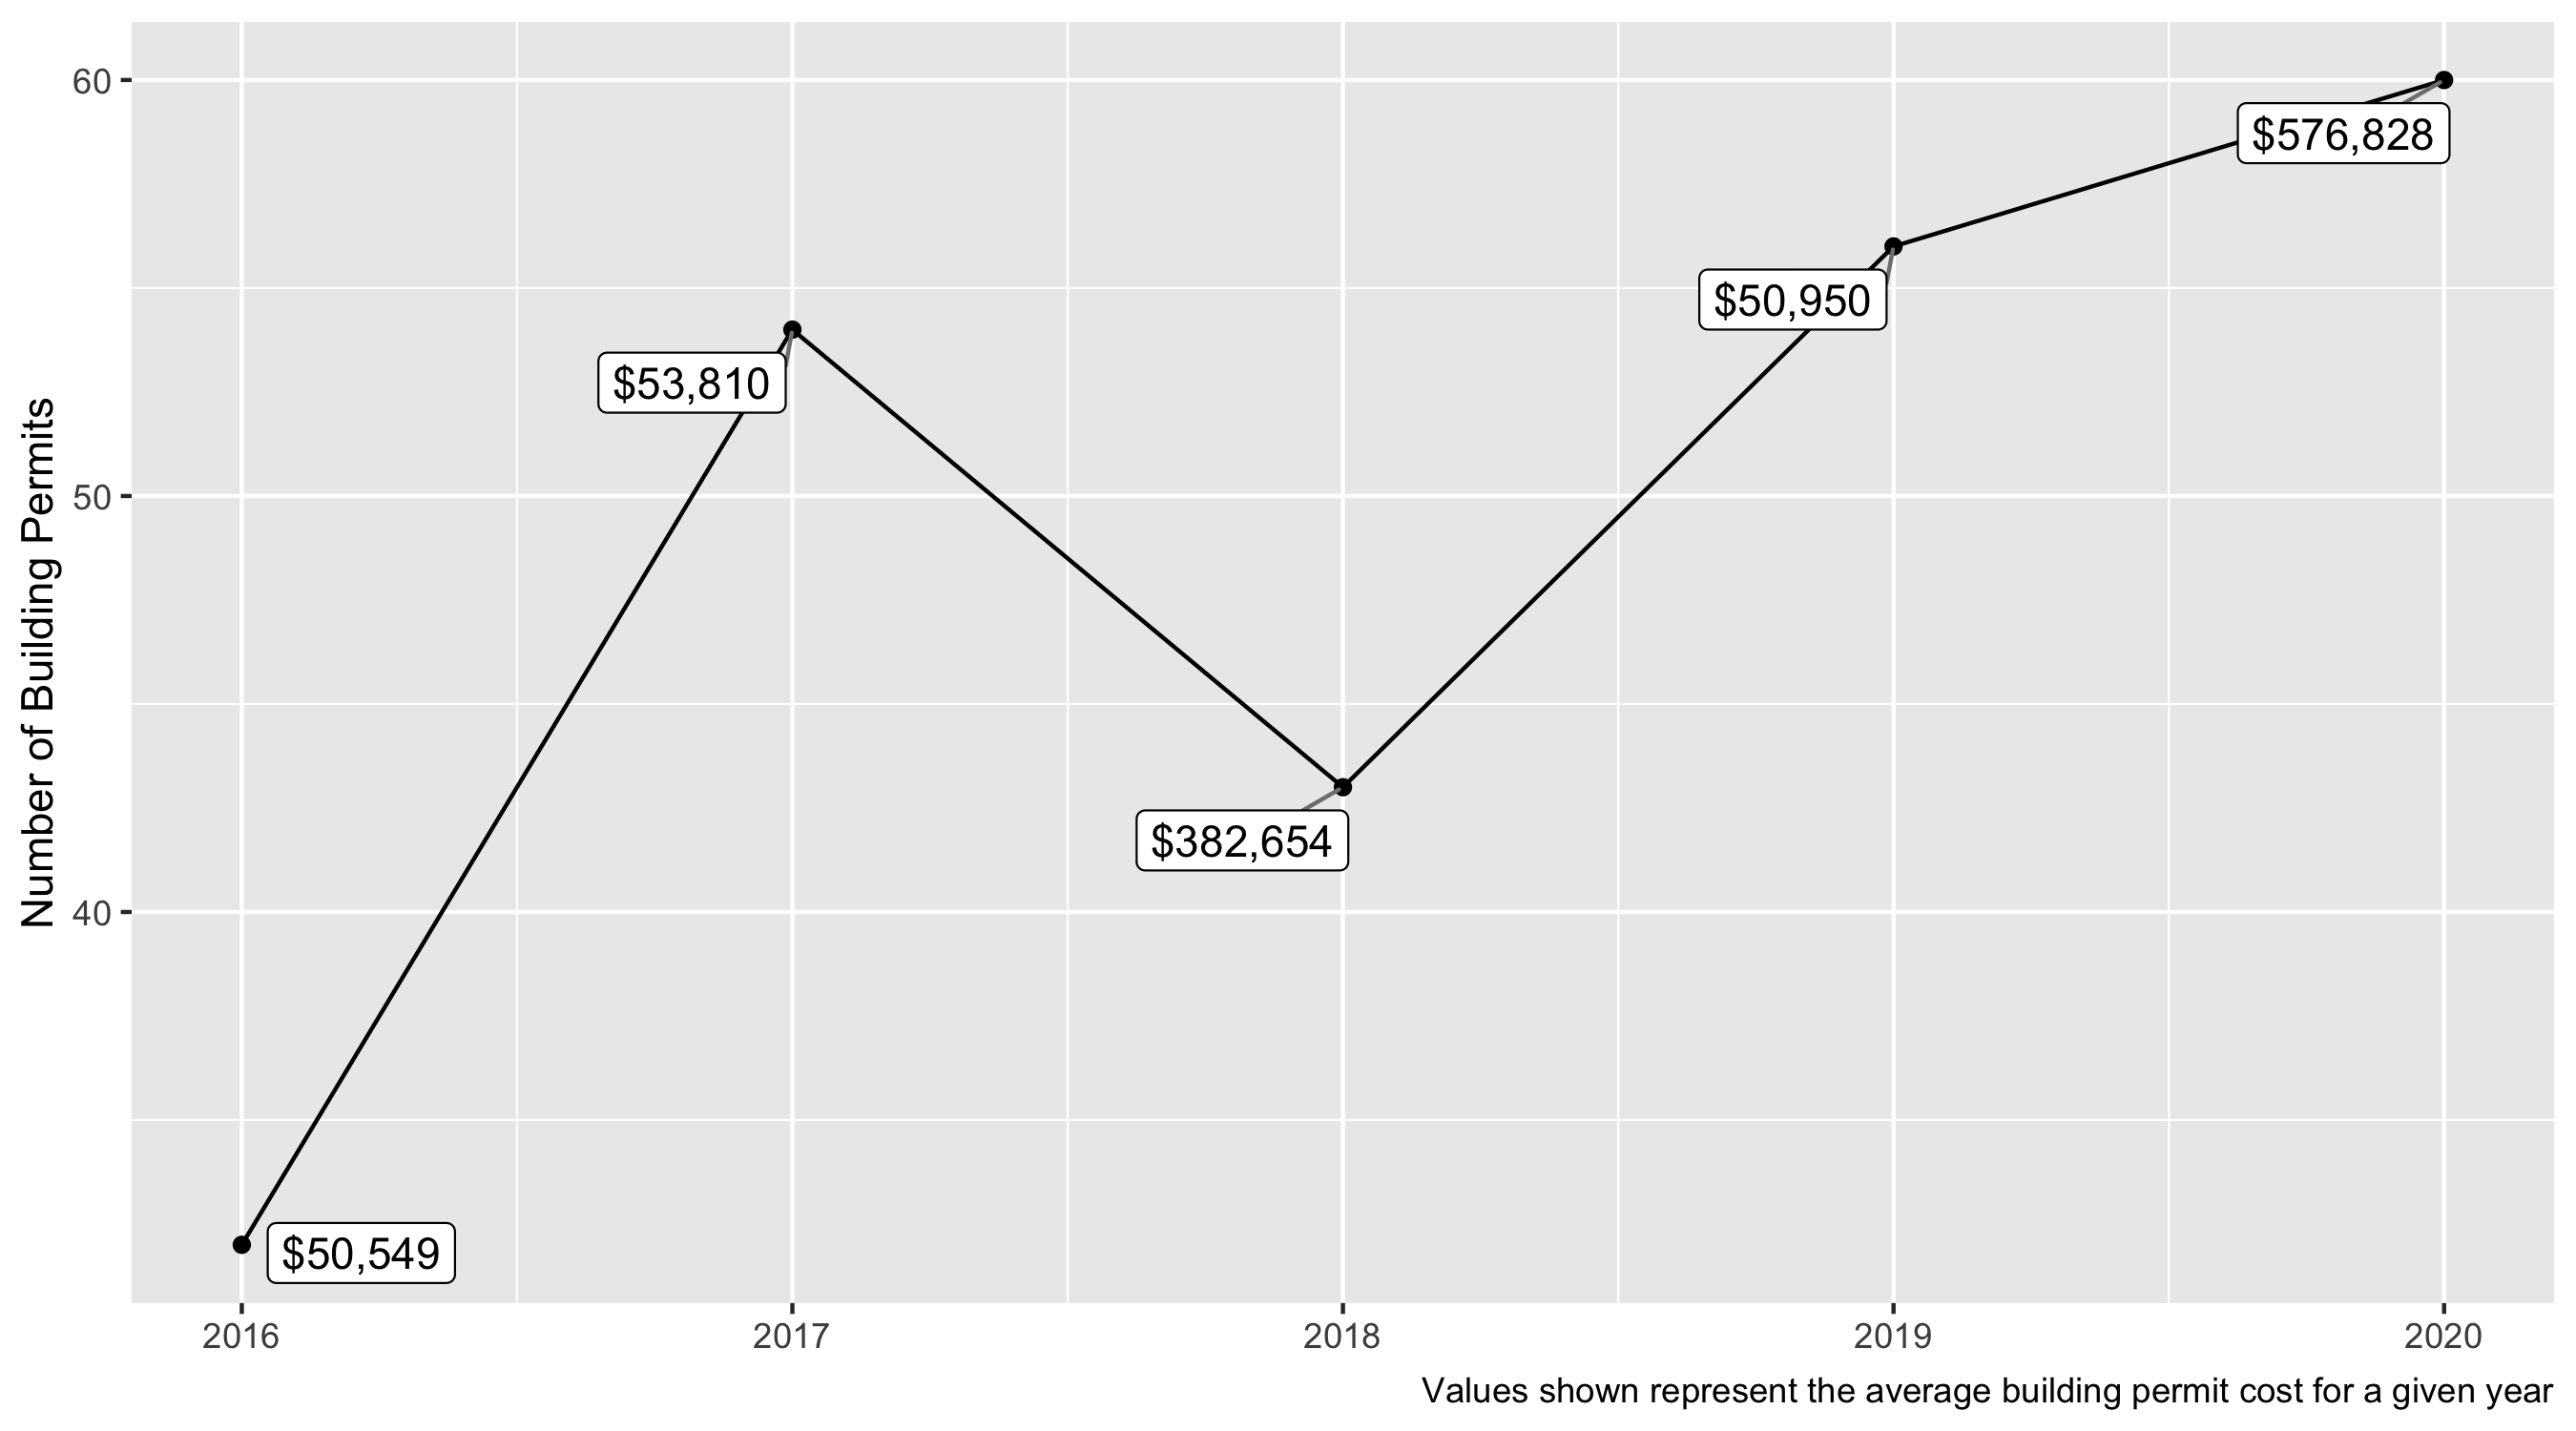 Number of Building Permits
60
50
40
$576,828
$50,950
$53,810
$382,654
$50,549
2016 2017 2018 2019 2020
Values shown represent the average building permit cost for a given year